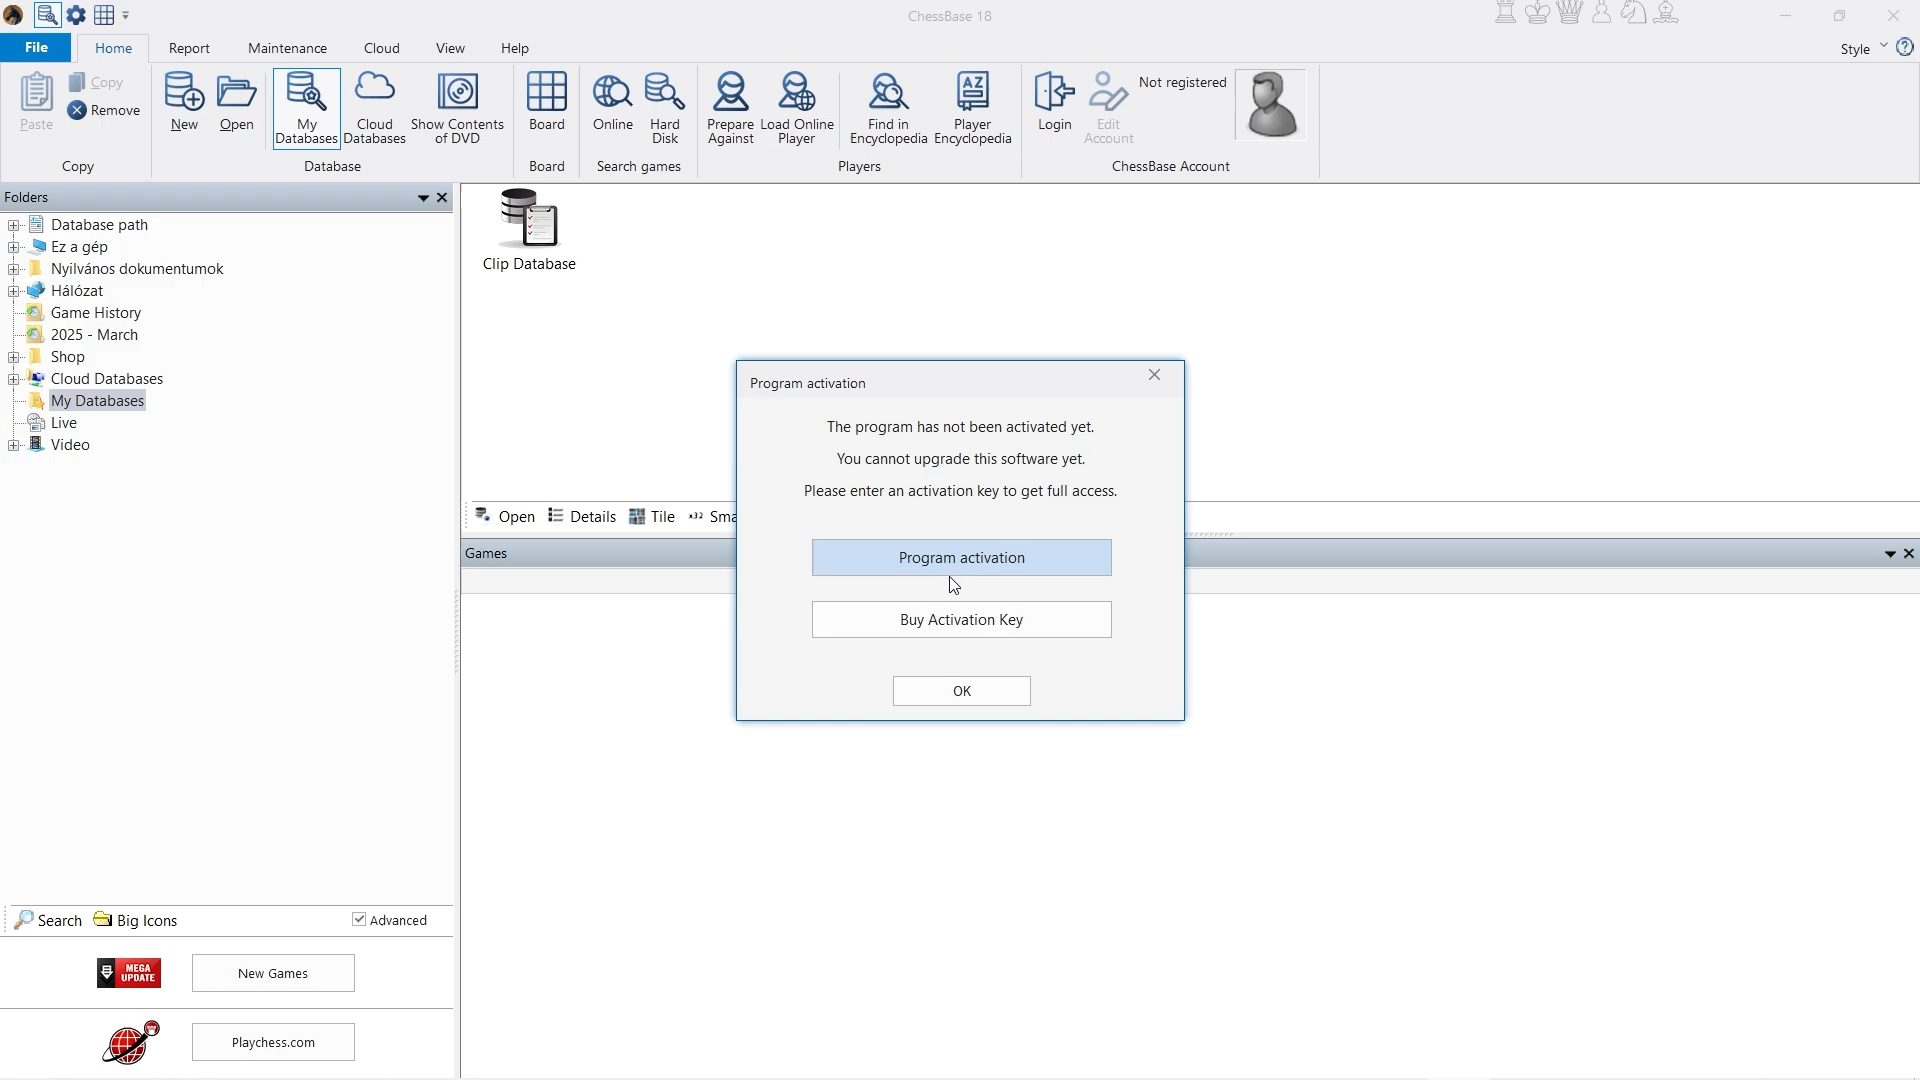 ChessBase 18
File Home Report Maintenance Cloud View Help Style
Paste
Copy
Remove
Copy
New
Open
My Databases
Cloud Databases
Show Contents of DVD
Database
Board
Board
Online
Hard Disk
Search games
Prepare Against
Load Online Player
Find in Encyclopedia
Player Encyclopedia
Players
Login
Edit Account
Not registered
ChessBase Account
Folders
Database path
Ez a gép
Nyilvános dokumentumok
Hálózat
Game History
2025 - March
Shop
Cloud Databases
My Databases
Live
Video
Search Big Icons Advanced
MEGA UPDATE
New Games
Playchess.com
Clip Database
Open Details Tile x32 Sma
Games
Program activation
The program has not been activated yet.
You cannot upgrade this software yet.
Please enter an activation key to get full access.
Program activation
Buy Activation Key
OK